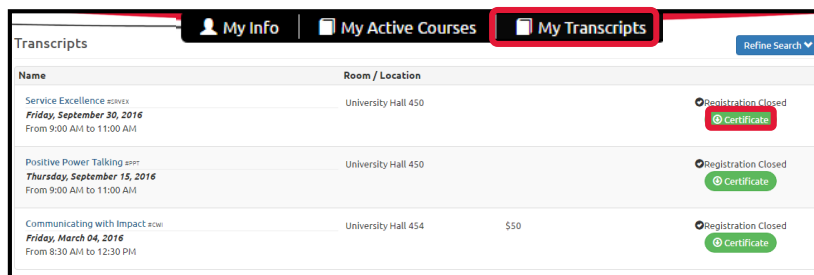 My Info
My Active Courses
My Transcripts
Transcripts
Refine Search
Name Room / Location
Service Excellence #SRVEX
University Hall 450
Registration Closed
Friday, September 30, 2016
Certificate
From 9:00 AM to 11:00 AM
Positive Power Talking #PPT
University Hall 450
Registration Closed
Thursday, September 15, 2016
Certificate
From 9:00 AM to 11:00 AM
Communicating with Impact #CWI
University Hall 454 $50
Registration Closed
Friday, March 04, 2016
Certificate
From 8:30 AM to 12:30 PM